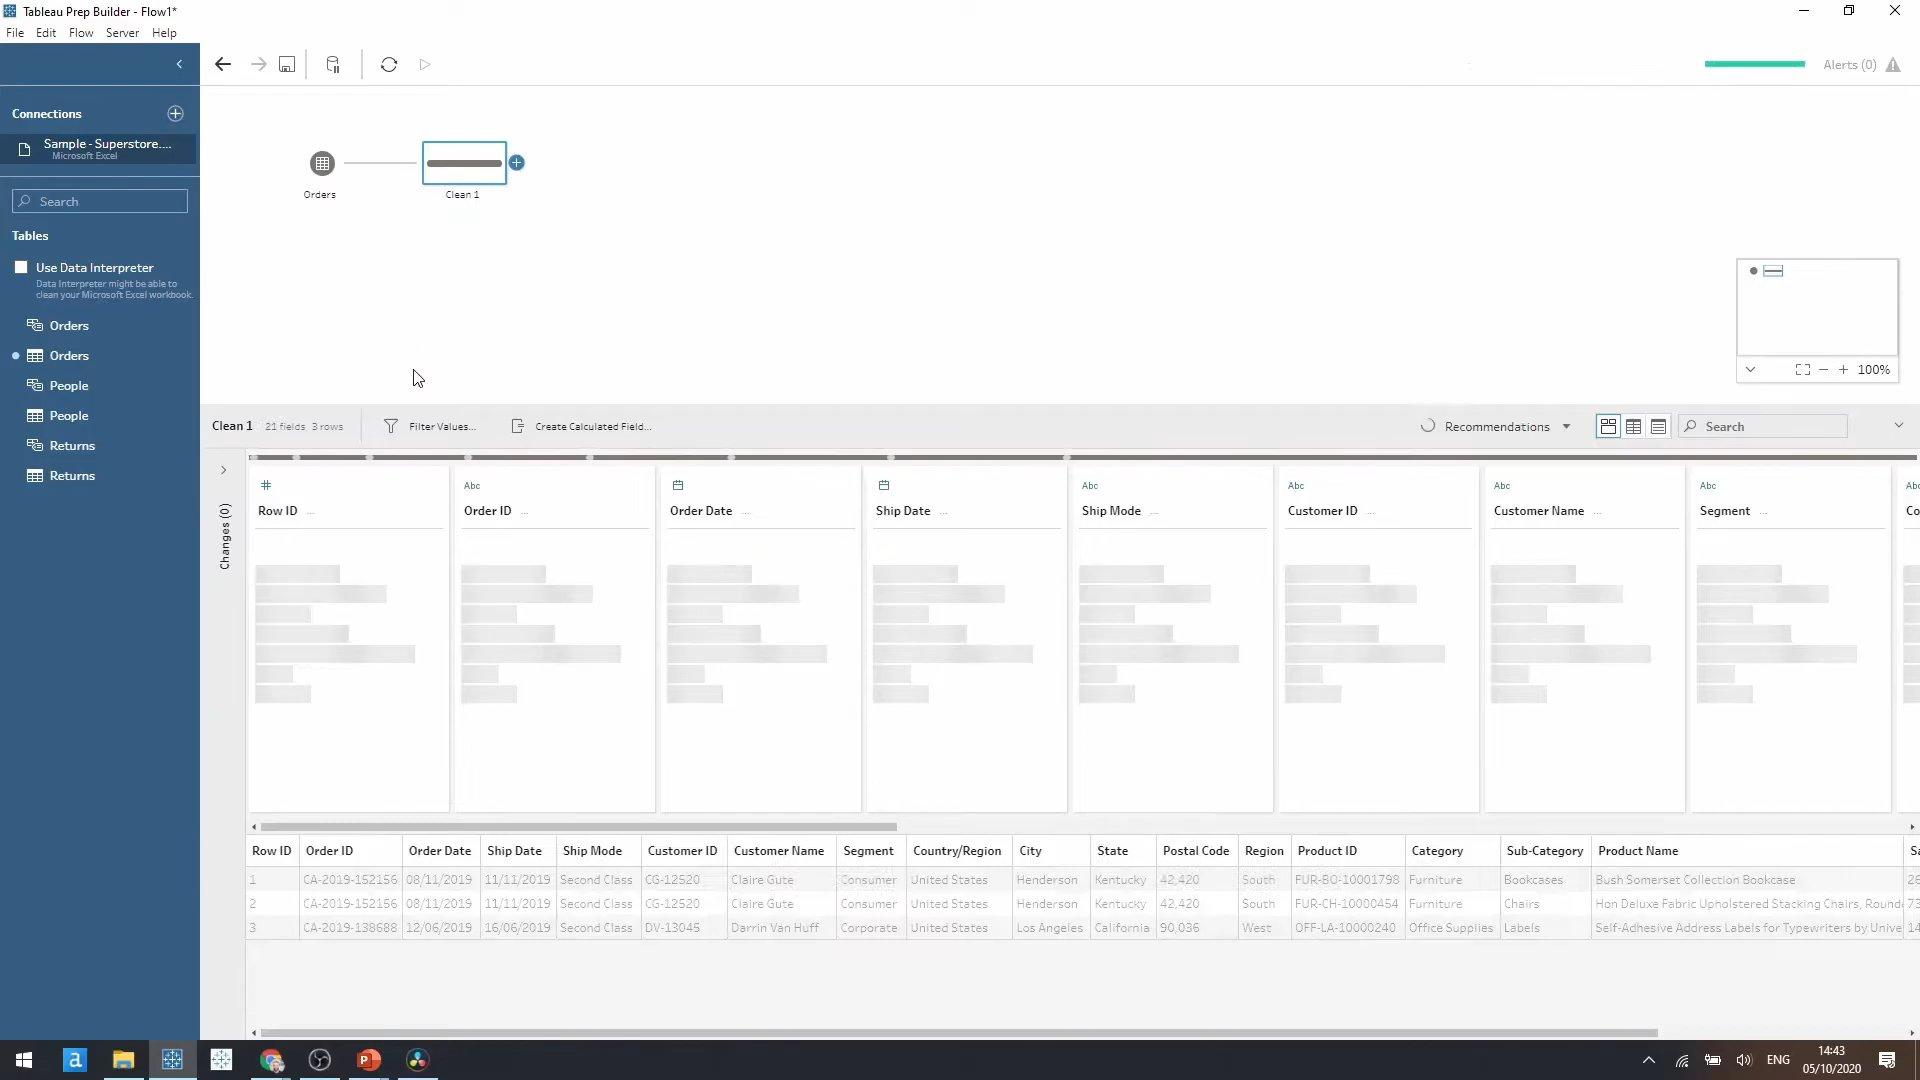 Tableau Prep Builder - Flow1*
File Edit Flow Server Help
Alerts (0)
Connections
Sample - Superstore....
Microsoft Excel
Search
Tables
Use Data Interpreter
Data Interpreter might be able to
clean your Microsoft Excel workbook.
Orders
Orders
People
People
Returns
Returns
Orders
Clean 1
100%
Clean 1 21 fields 3 rows Filter Values... Create Calculated Field... Recommendations Search
Changes (0)
# Abc Abc Abc Abc Abc Abc
Row ID ... Order ID ... Order Date ... Ship Date ... Ship Mode ... Customer ID ... Customer Name ... Segment ... Co
Row ID Order ID Order Date Ship Date Ship Mode Customer ID Customer Name Segment Country/Region City State Postal Code Region Product ID Category Sub-Category Product Name Sa
1 CA-2019-152156 08/11/2019 11/11/2019 Second Class CG-12520 Claire Gute Consumer United States Henderson Kentucky 42,420 South FUR-BO-10001798 Furniture Bookcases Bush Somerset Collection Bookcase 26
2 CA-2019-152156 08/11/2019 11/11/2019 Second Class CG-12520 Claire Gute Consumer United States Henderson Kentucky 42,420 South FUR-CH-10000454 Furniture Chairs Hon Deluxe Fabric Upholstered Stacking Chairs, Round 73
3 CA-2019-138688 12/06/2019 16/06/2019 Second Class DV-13045 Darrin Van Huff Corporate United States Los Angeles California 90,036 West OFF-LA-10000240 Office Supplies Labels Self-Adhesive Address Labels for Typewriters by Unive 14
ENG
14:43
05/10/2020